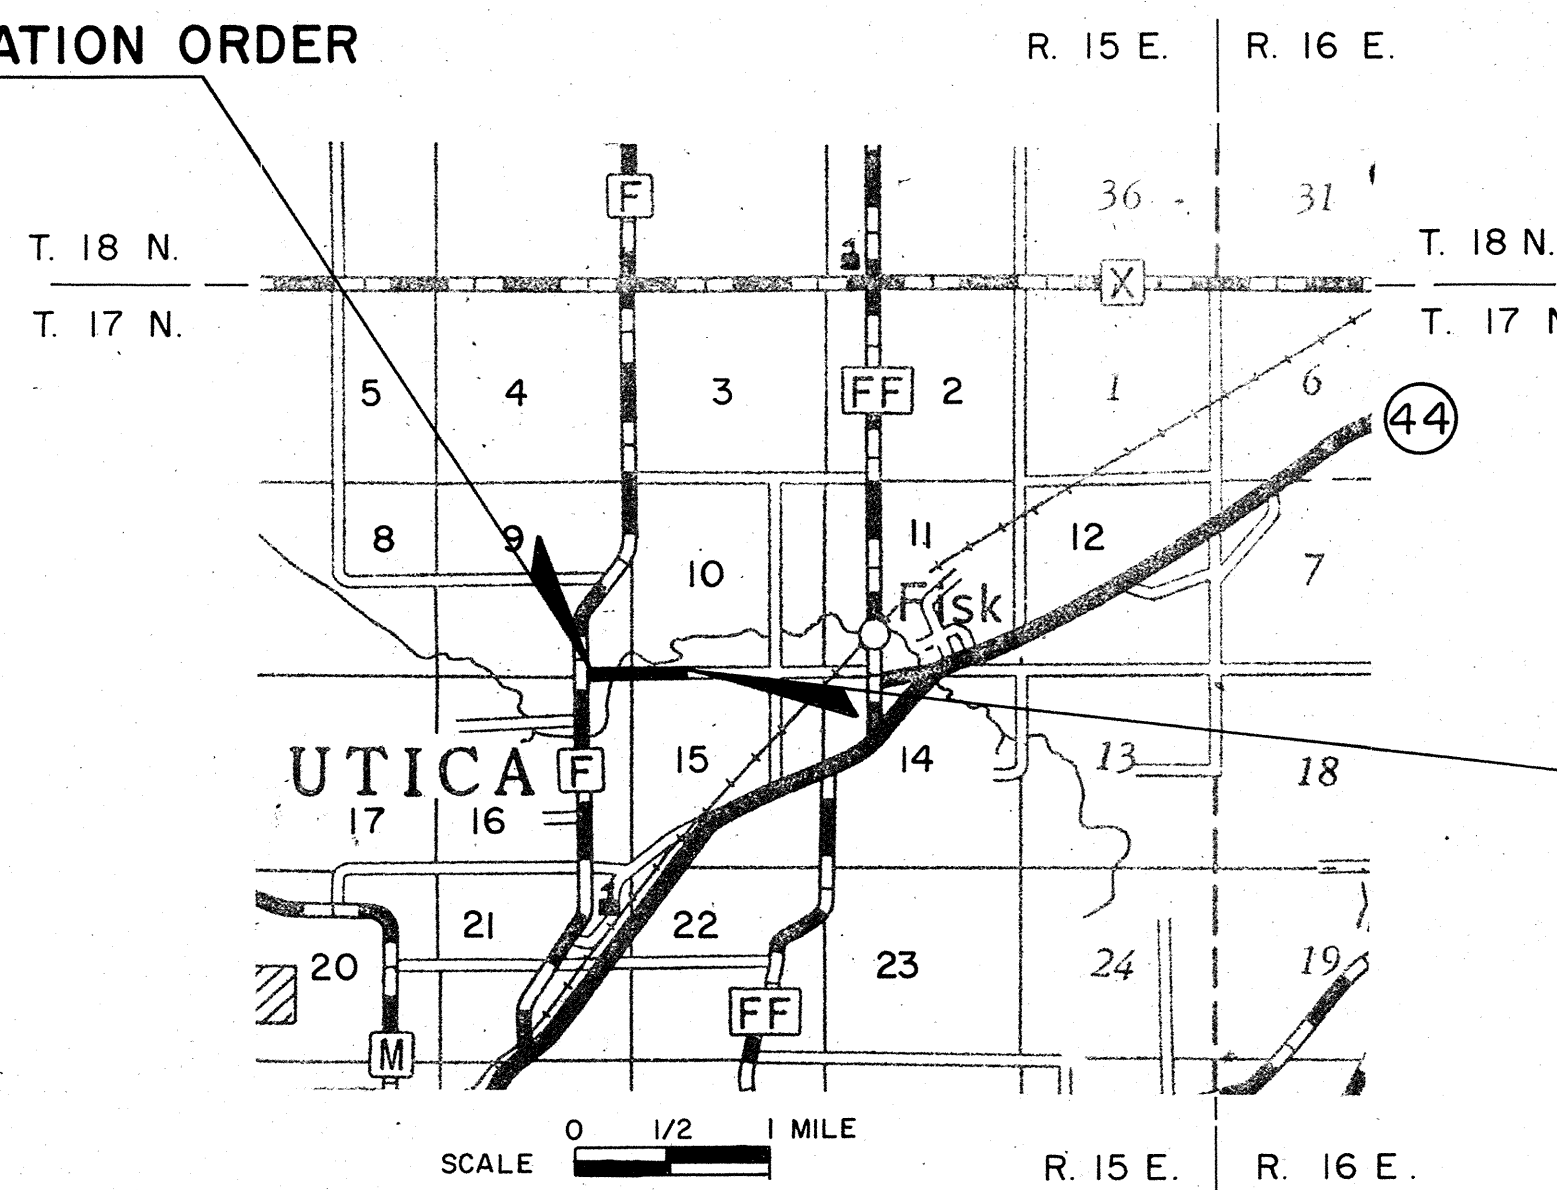 ATION ORDER
R. 15 E. R. 16 E.
F
36 31
T. 18 N. T. 18 N.
X
T. 17 N. T. 17 N
5 4 3 FF 2 1 6
44
8 9 10 11 12 7
Fisk
UTICA F 15 14 13 18
17 16
21 22
20 23 24 19
FF
M
0 1/2 1 MILE
SCALE
R. 15 E. R. 16 E.